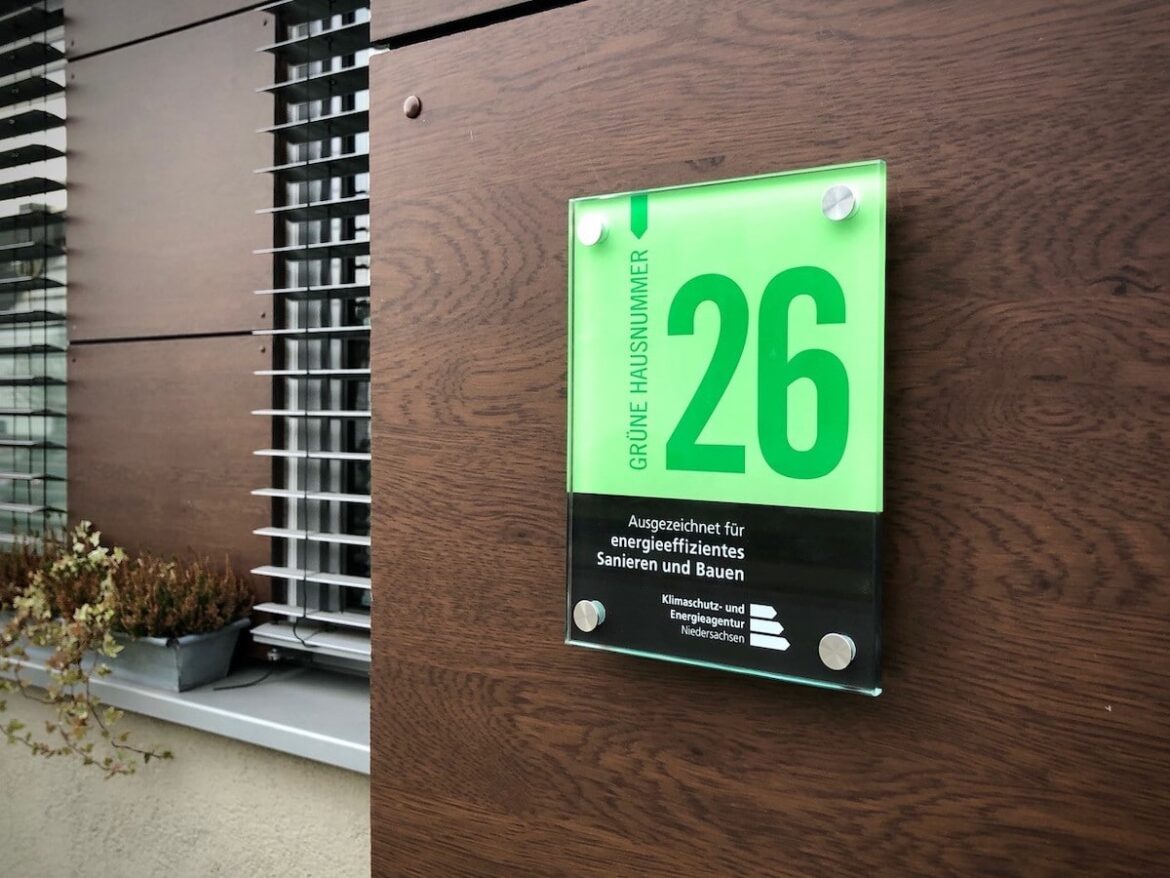 GRÜNE HAUSNUMMER
26
Ausgezeichnet für
energieeffizientes
Sanieren und Bauen
Klimaschutz- und
Energieagentur
Niedersachsen